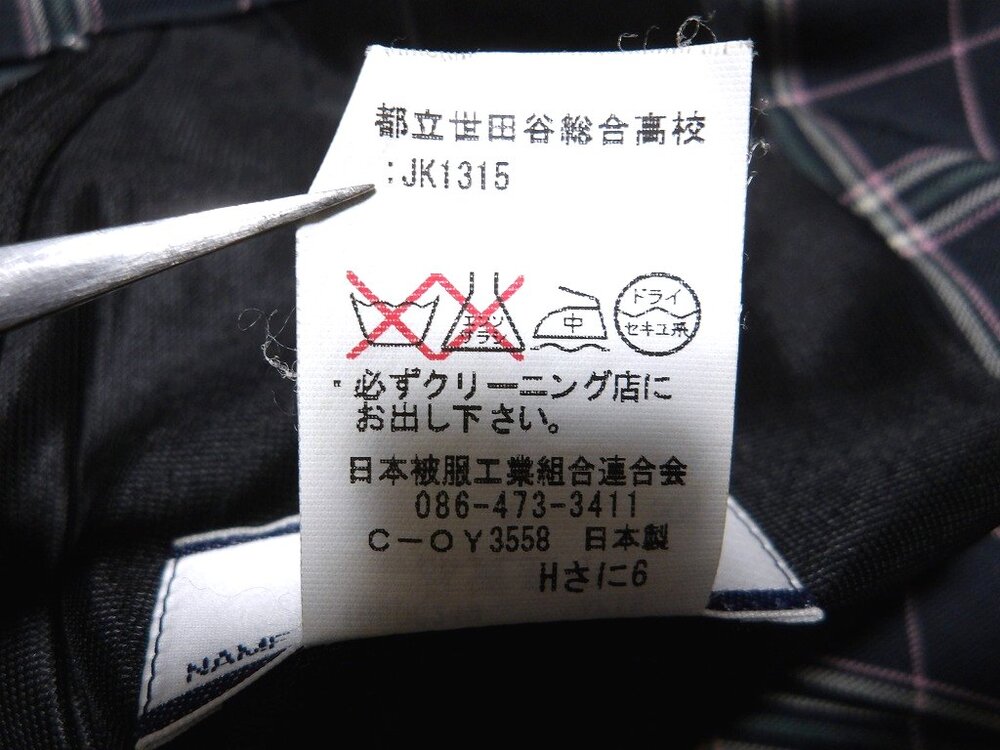 都立世田谷総合高校
:JK1315
エンソ
サラシ
中
ドライ
セキユ系
・必ずクリーニング店に
お出し下さい。
日本被服工業組合連合会
086-473-3411
C-OY3558 日本製
Hさに6
NAME